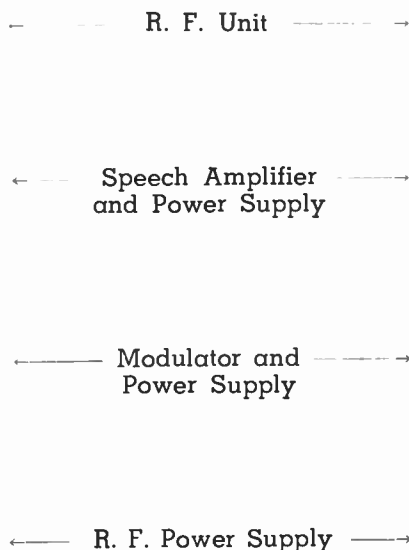 R. F. Unit
Speech Amplifier
and Power Supply
Modulator and
Power Supply
R. F. Power Supply